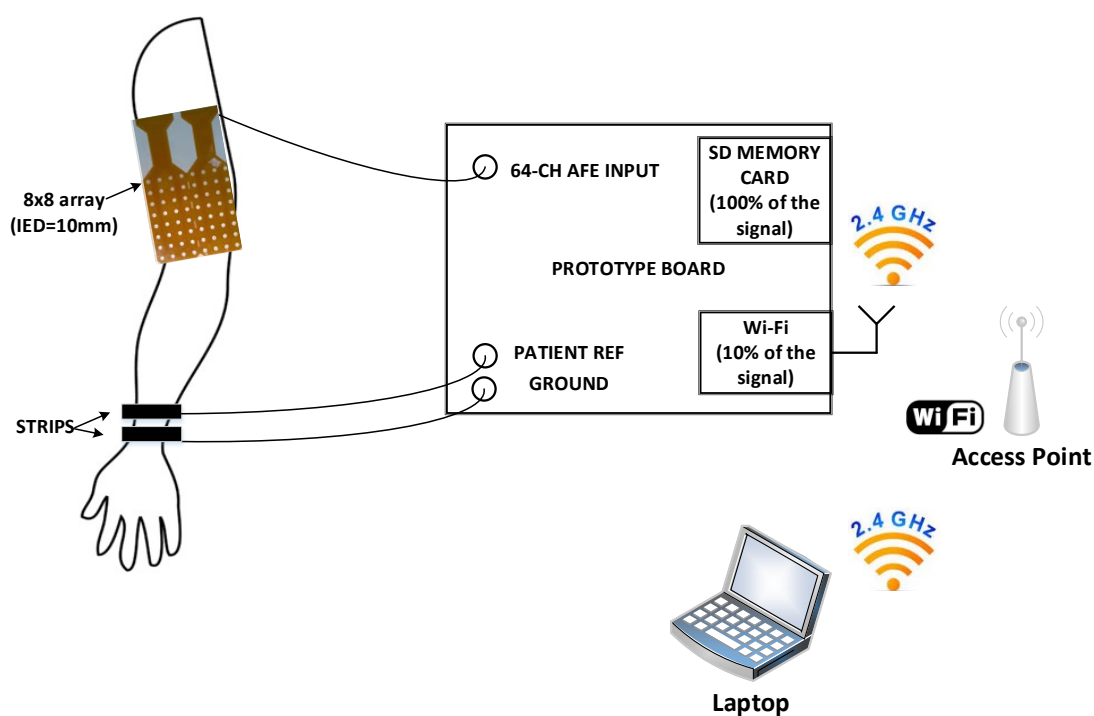 8x8 array
(IED=10mm)
STRIPS
64-CH AFE INPUT
SD MEMORY
CARD
(100% of the
signal)
PROTOTYPE BOARD
PATIENT REF
GROUND
Wi-Fi
(10% of the
signal)
2.4 GHz
WiFi
Access Point
2.4 GHz
Laptop